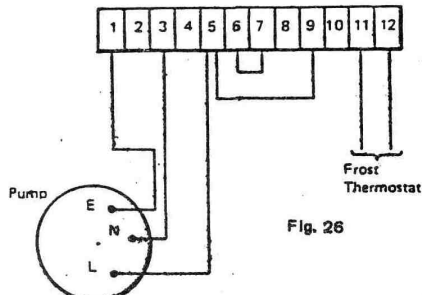 1 2 3 4 5 6 7 8 9 10 11 12
Pump
E
N
L
Frost
Thermostat
Fig. 26